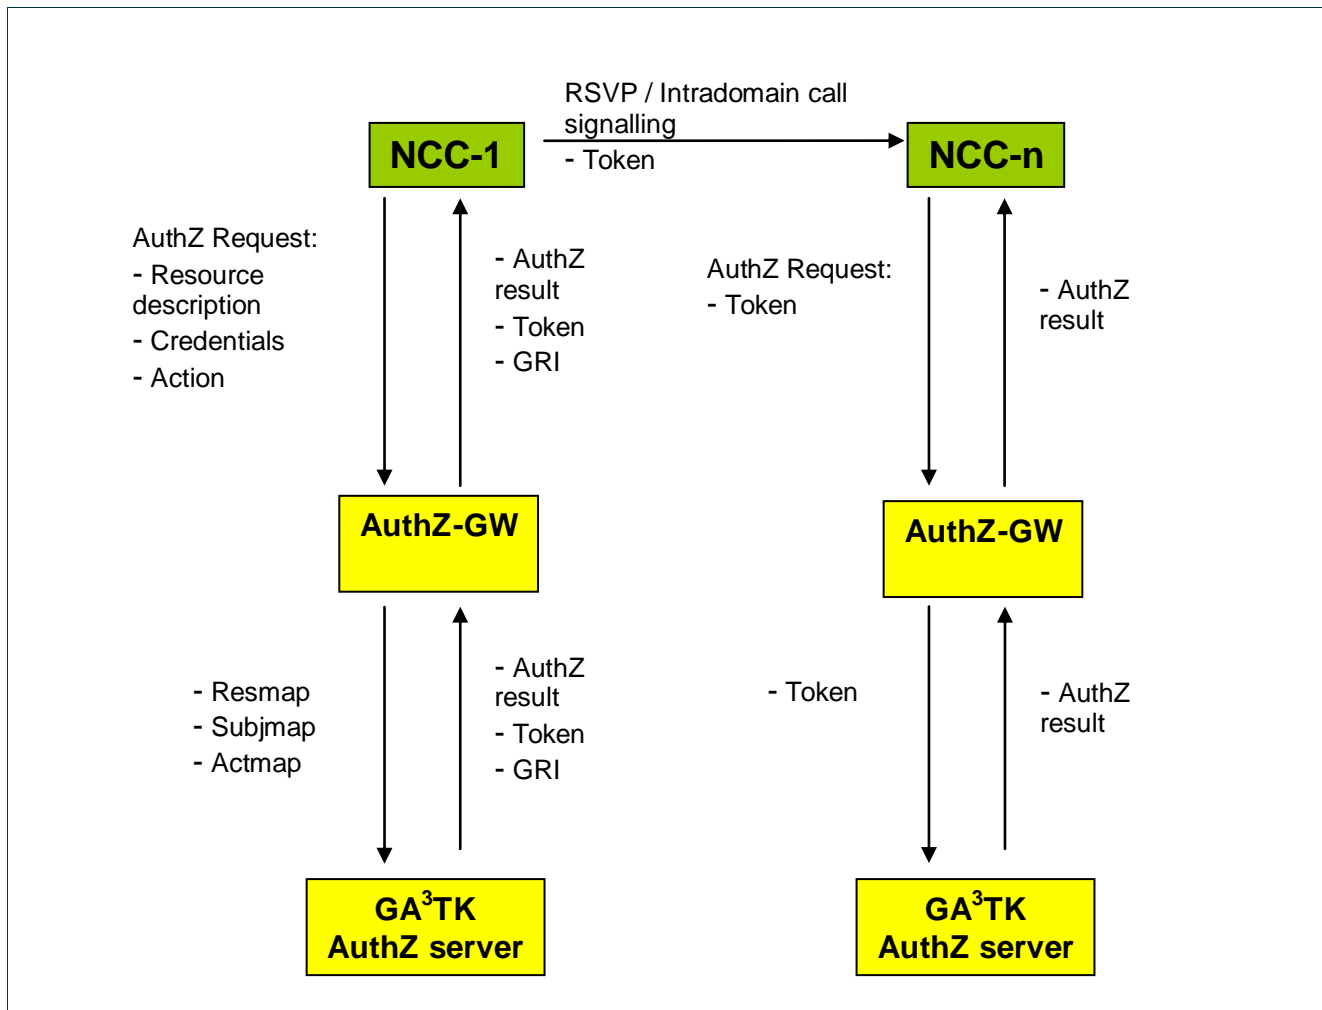 RSVP / Intradomain call
signalling
- Token
NCC-1
NCC-n
AuthZ Request:
- Resource
description
- Credentials
- Action
- AuthZ
result
- Token
- GRI
AuthZ Request:
- Token
- AuthZ
result
AuthZ-GW
AuthZ-GW
- Resmap
- Subjmap
- Actmap
- AuthZ
result
- Token
- GRI
- Token
- AuthZ
result
GA³TK
AuthZ server
GA³TK
AuthZ server